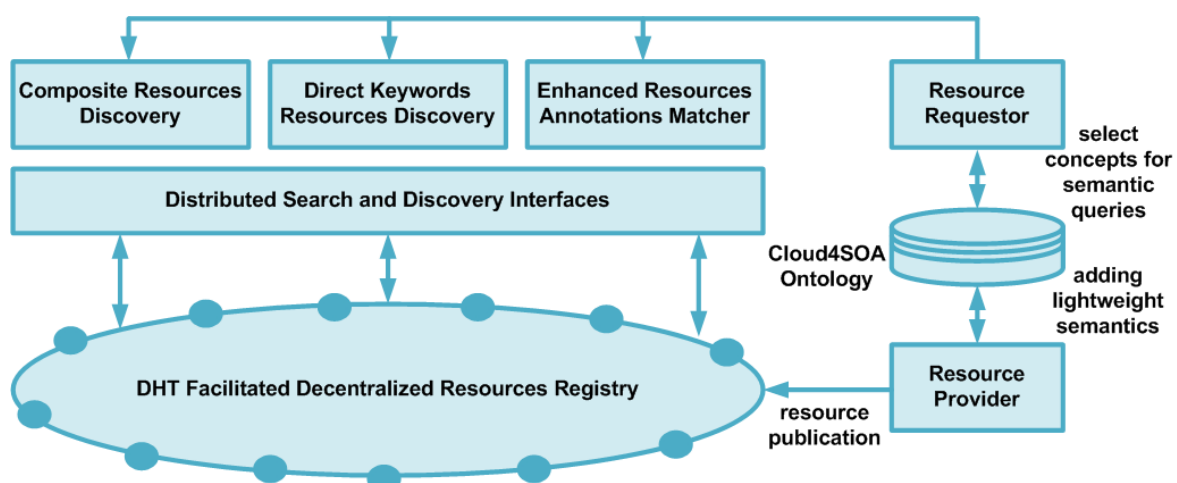 Composite Resources
Discovery
Direct Keywords
Resources Discovery
Enhanced Resources
Annotations Matcher
Resource
Requestor
select
concepts for
semantic
queries
Distributed Search and Discovery Interfaces
Cloud4SOA
Ontology
adding
lightweight
semantics
DHT Facilitated Decentralized Resources Registry
resource
publication
Resource
Provider